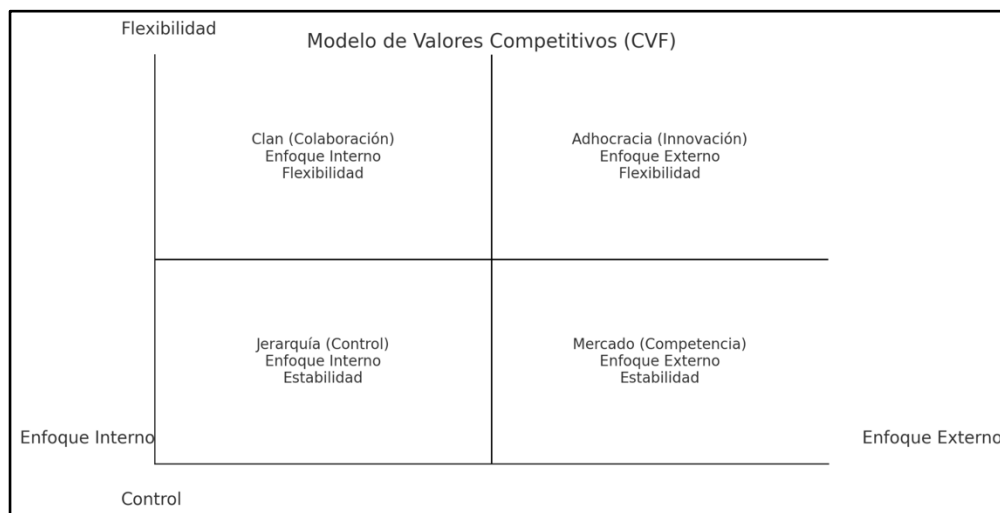 Flexibilidad
Modelo de Valores Competitivos (CVF)
Clan (Colaboración)
Enfoque Interno
Flexibilidad
Adhocracia (Innovación)
Enfoque Externo
Flexibilidad
Jerarquía (Control)
Enfoque Interno
Estabilidad
Mercado (Competencia)
Enfoque Externo
Estabilidad
Enfoque Interno
Enfoque Externo
Control